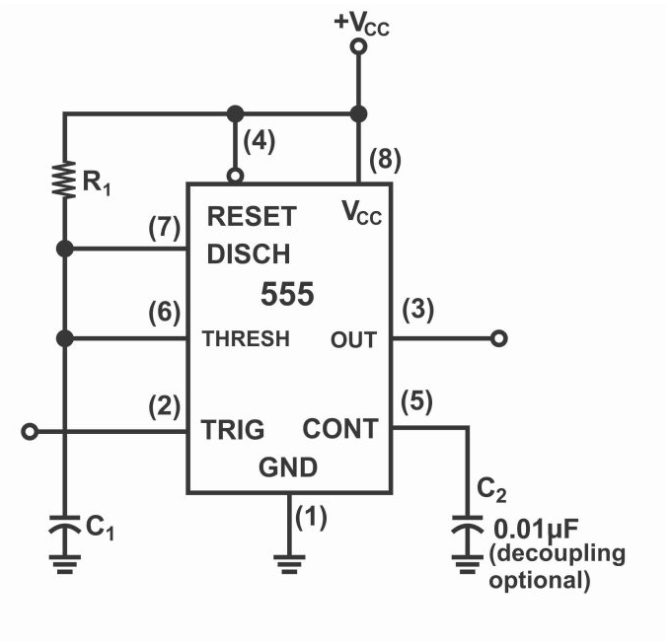 +VCC
(4)
(8)
R1
RESET
VCC
(7)
DISCH
555
(6)
(3)
THRESH
OUT
(2)
(5)
TRIG
CONT
GND
C2
(1)
C1
0.01µF
(decoupling
optional)